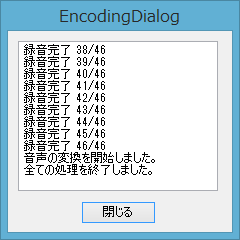 EncodingDialog
録音完了 38/46
録音完了 39/46
録音完了 40/46
録音完了 41/46
録音完了 42/46
録音完了 43/46
録音完了 44/46
録音完了 45/46
録音完了 46/46
音声の変換を開始しました。
全ての処理を終了しました。
閉じる